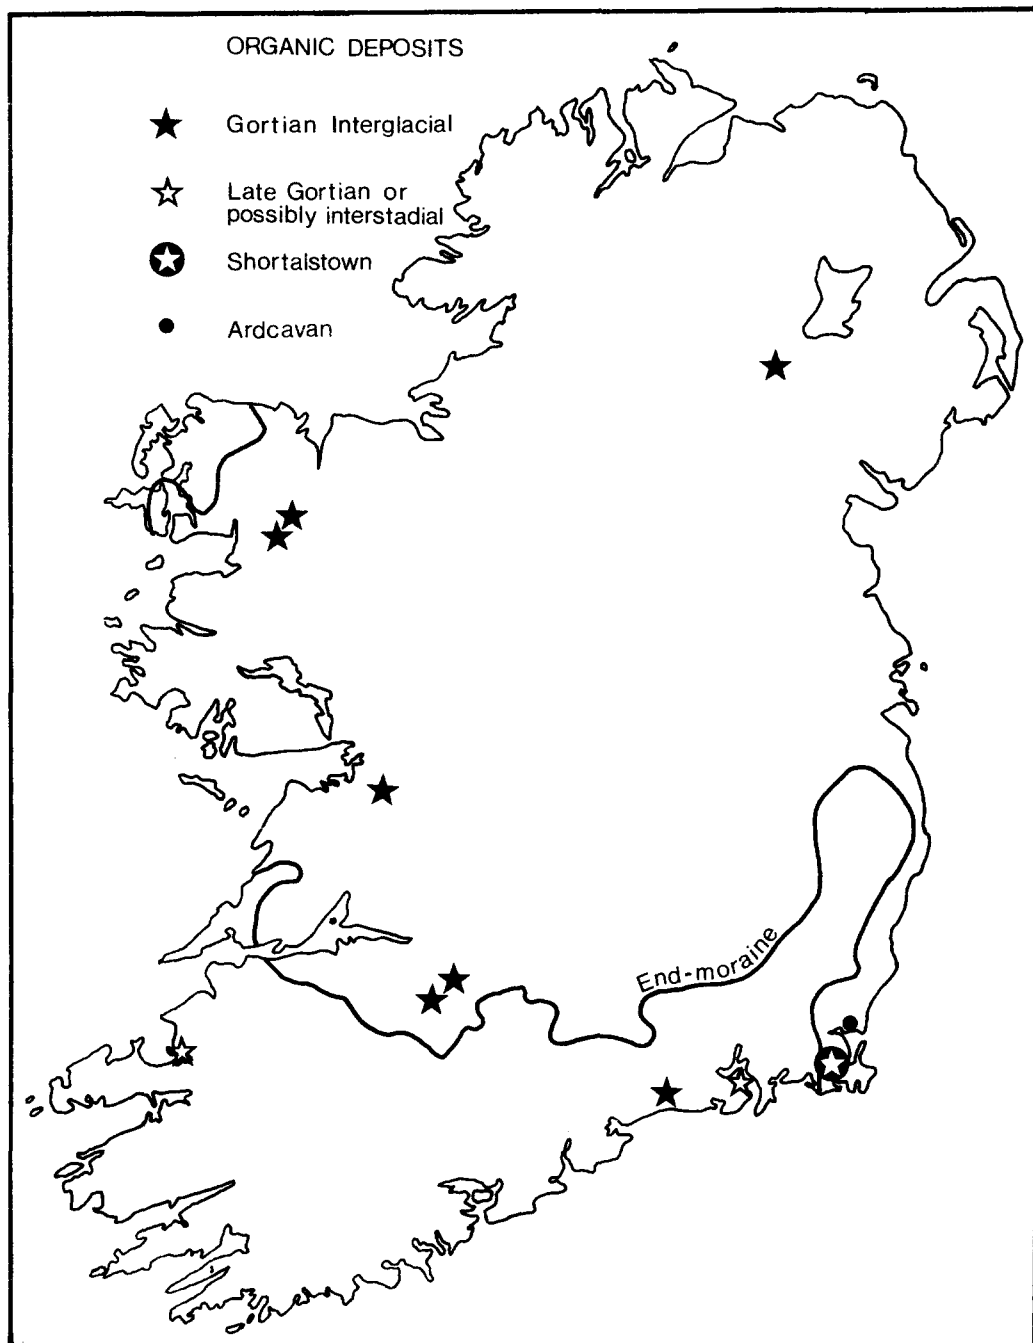 ORGANIC DEPOSITS
Gortian Interglacial
Late Gortian or
possibly interstadial
Shortalstown
Ardcavan
End-moraine